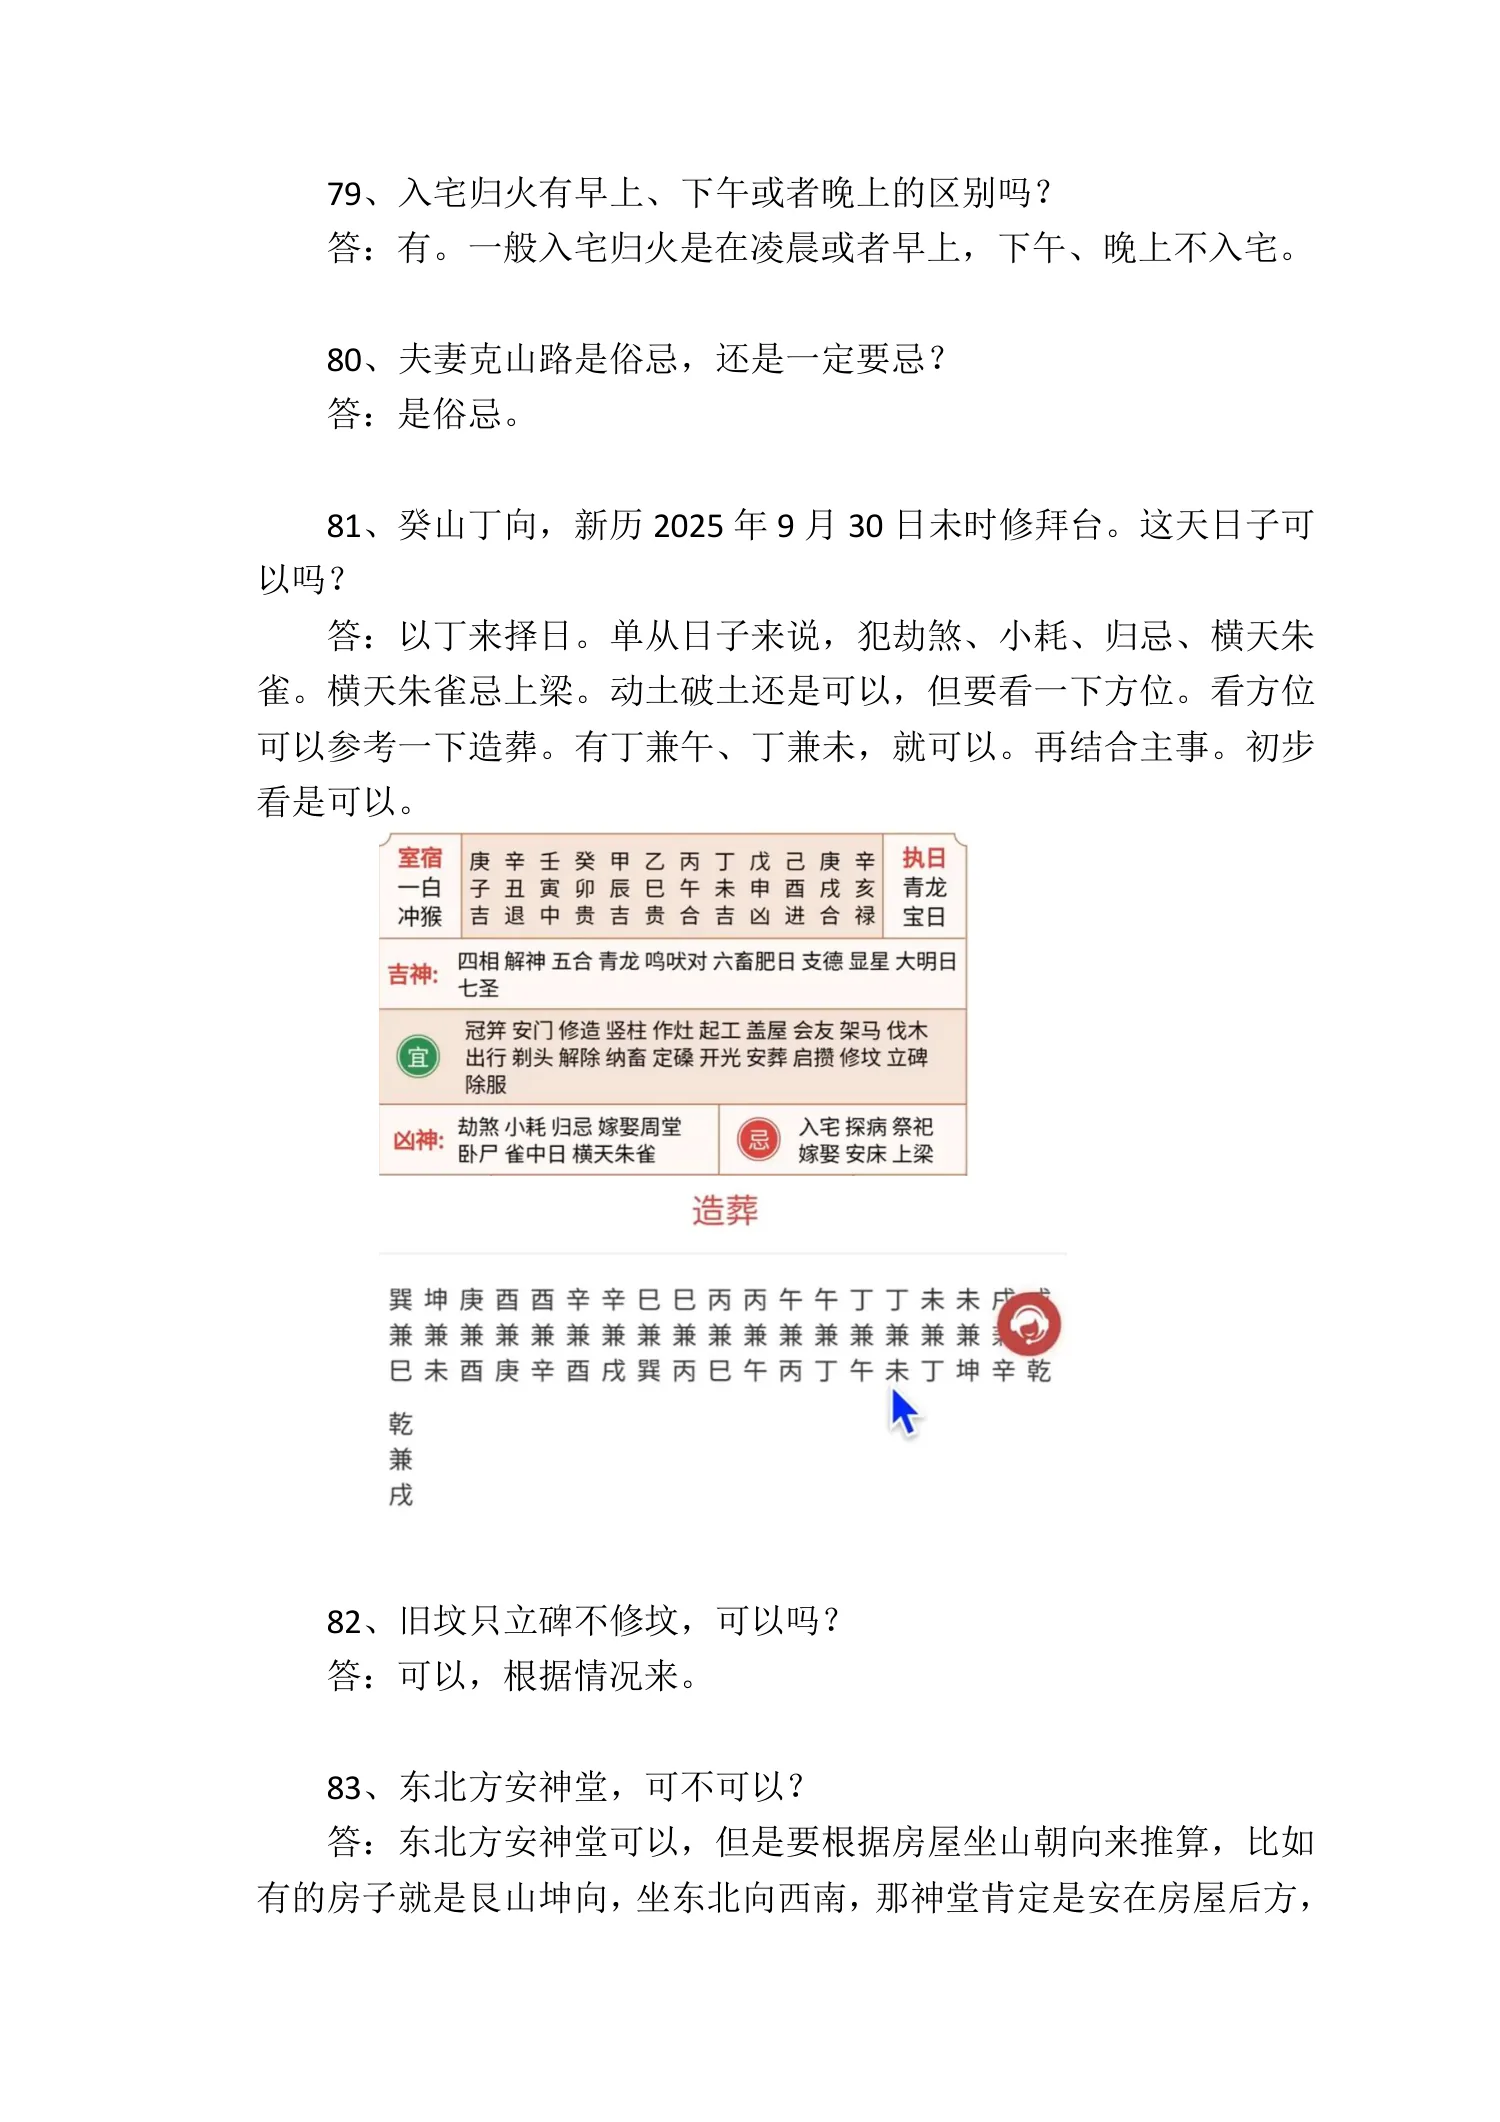 79、入宅归火有早上、下午或者晚上的区别吗？
答：有。一般入宅归火是在凌晨或者早上，下午、晚上不入宅。
80、夫妻克山路是俗忌，还是一定要忌？
答：是俗忌。
81、癸山丁向，新历 2025 年 9 月 30 日未时修拜台。这天日子可
以吗？
答：以丁来择日。单从日子来说，犯劫煞、小耗、归忌、横天朱
雀。横天朱雀忌上梁。动土破土还是可以，但要看一下方位。看方位
可以参考一下造葬。有丁兼午、丁兼未，就可以。再结合主事。初步
看是可以。
室宿
一白
冲猴
庚 辛 壬 癸 甲 乙 丙 丁 戊 己 庚 辛
子 丑 寅 卯 辰 巳 午 未 申 酉 戌 亥
吉 退 中 贵 吉 贵 合 吉 凶 进 合 禄
执日
青龙
宝日
吉神:
四相 解神 五合 青龙 鸣吠对 六畜肥日 支德 显星 大明日
七圣
宜
冠笄 安门 修造 竖柱 作灶 起工 盖屋 会友 架马 伐木
出行 剃头 解除 纳畜 定磉 开光 安葬 启攒 修坟 立碑
除服
凶神:
劫煞 小耗 归忌 嫁娶周堂
卧尸 雀中日 横天朱雀
忌
入宅 探病 祭祀
嫁娶 安床 上梁
造葬
巽 坤 庚 酉 酉 辛 辛 巳 巳 丙 丙 午 午 丁 丁 未 未
兼 兼 兼 兼 兼 兼 兼 兼 兼 兼 兼 兼 兼 兼 兼 兼 兼
巳 未 酉 庚 辛 酉 戌 巽 丙 巳 午 丙 丁 午 未 丁 坤 辛 乾
乾
兼
戌
82、旧坟只立碑不修坟，可以吗？
答：可以，根据情况来。
83、东北方安神堂，可不可以？
答：东北方安神堂可以，但是要根据房屋坐山朝向来推算，比如
有的房子就是艮山坤向，坐东北向西南，那神堂肯定是安在房屋后方，